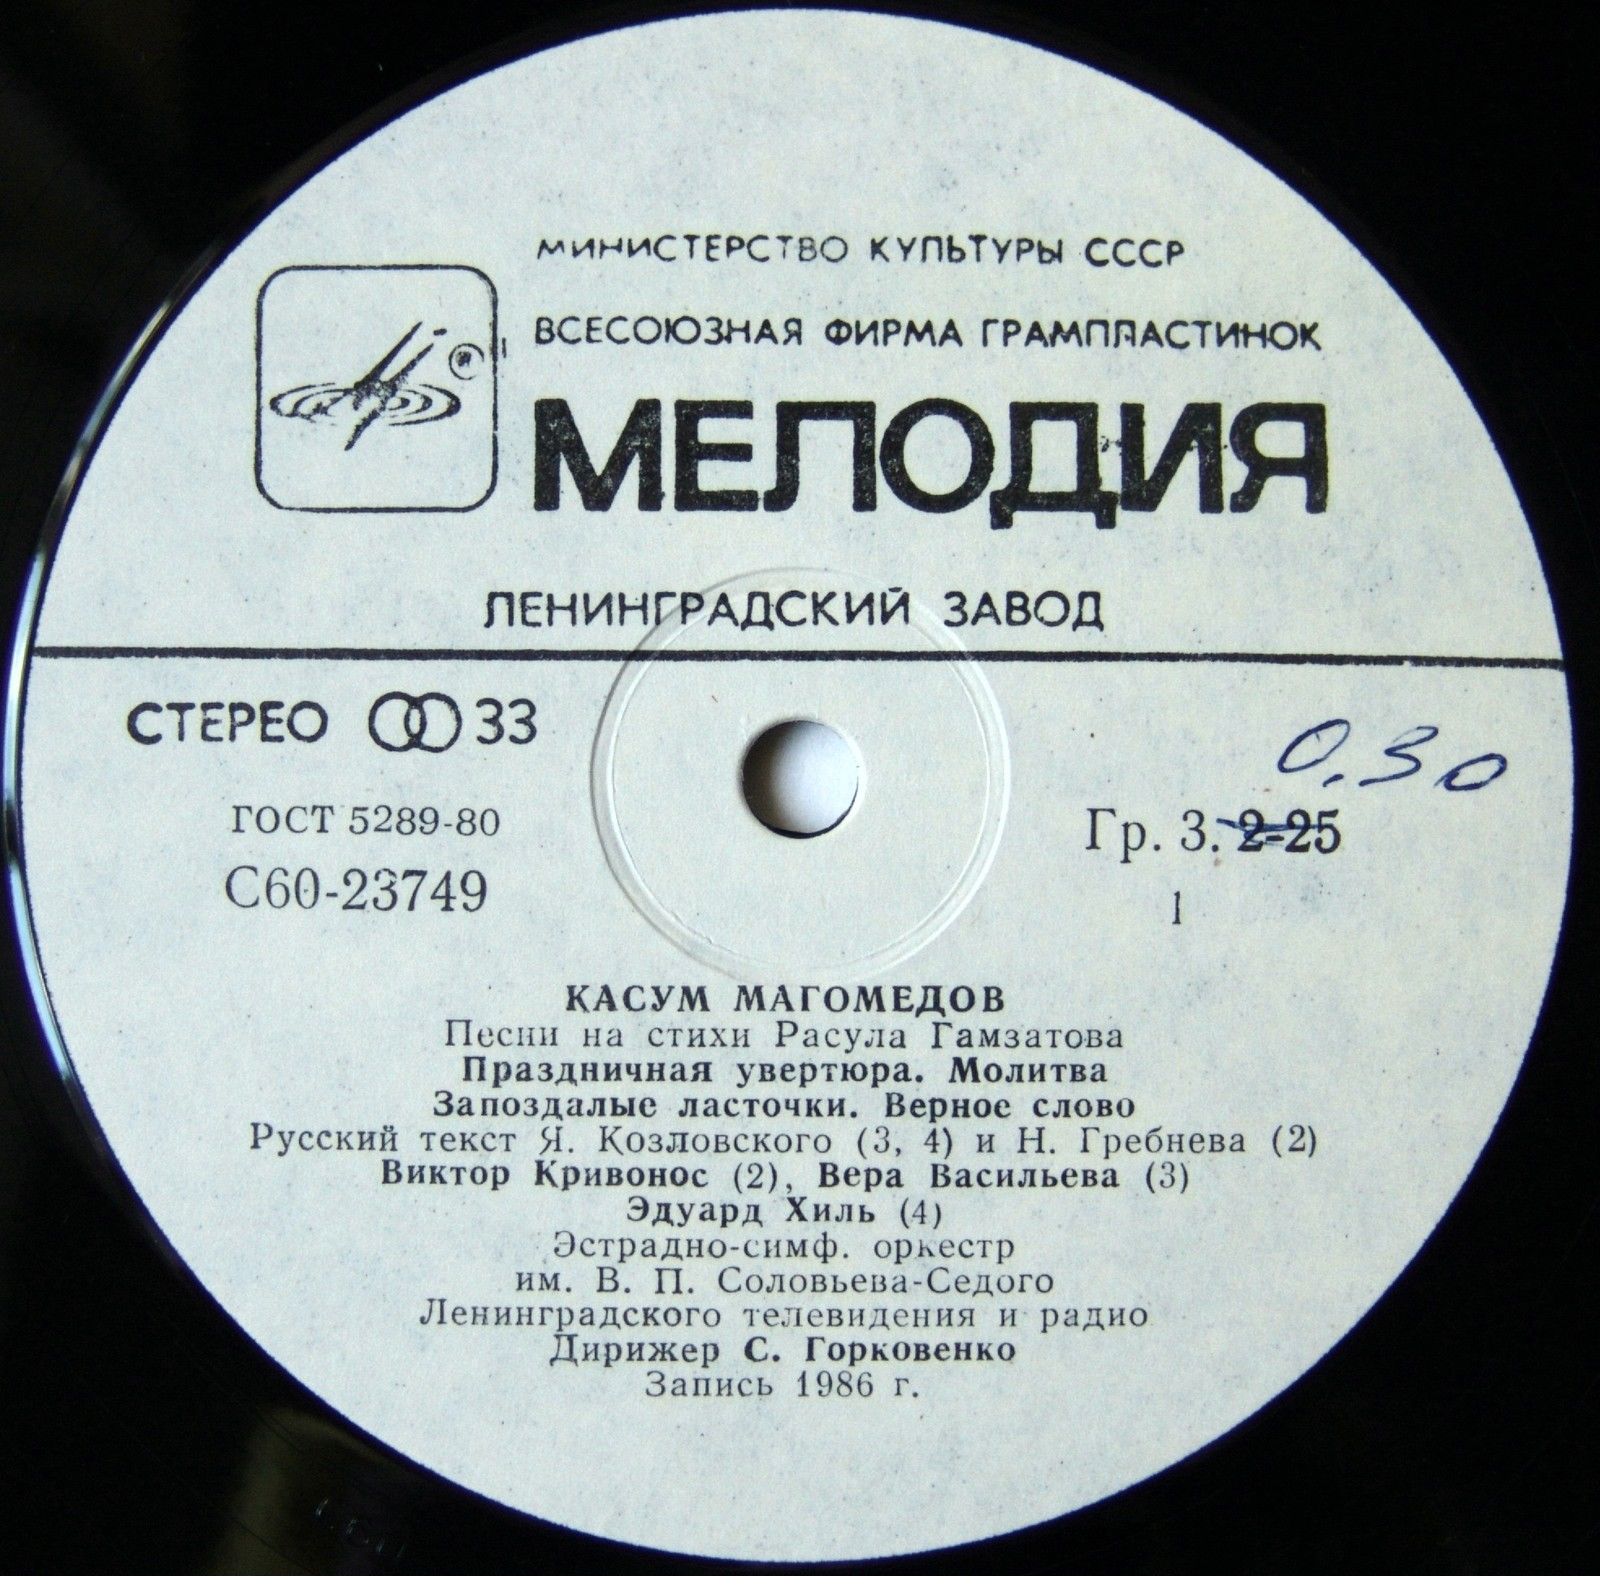 МИНИСТЕРСТВО КУЛЬТУРЫ СССР
ВСЕСОЮЗНАЯ ФИРМА ГРАМПЛАСТИНОК
МЕЛОДИЯ
ЛЕНИНГРАДСКИЙ ЗАВОД
СТЕРЕО 33
0.30
ГОСТ 5289-80
Гр. 3. 2-25
С60-23749
1
КАСУМ МАГОМЕДОВ
Песни на стихи Расула Гамзатова
Праздничная увертюра. Молитва
Запоздалые ласточки. Верное слово
Русский текст Я. Козловского (3, 4) и Н. Гребнева (2)
Виктор Кривонос (2), Вера Васильева (3)
Эдуард Хиль (4)
Эстрадно-симф. оркестр
им. В. П. Соловьева-Седого
Ленинградского телевидения и радио
Дирижер С. Горковенко
Запись 1986 г.